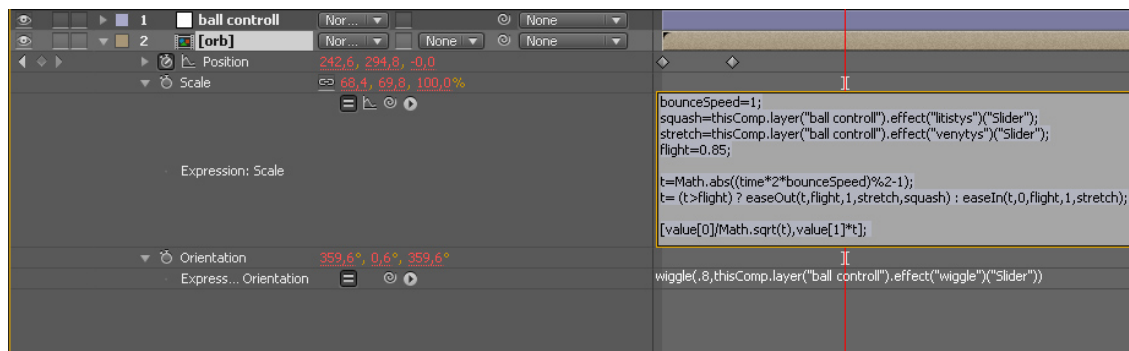 1 ball controll Nor... None
2 [orb] Nor... None None
Position 242,6, 294,8, -0,0
Scale 68,4, 69,8, 100,0%
Expression: Scale
bounceSpeed=1;
squash=thisComp.layer("ball controll").effect("litistys")("Slider");
stretch=thisComp.layer("ball controll").effect("venytys")("Slider");
flight=0.85;
t=Math.abs((time*2*bounceSpeed)%2-1);
t= (t>flight) ? easeOut(t,flight,1,stretch,squash) : easeIn(t,0,flight,1,stretch);
[value[0]/Math.sqrt(t),value[1]*t];
Orientation 359,6°, 0,6°, 359,6°
Express... Orientation wiggle(.8,thisComp.layer("ball controll").effect("wiggle")("Slider"))